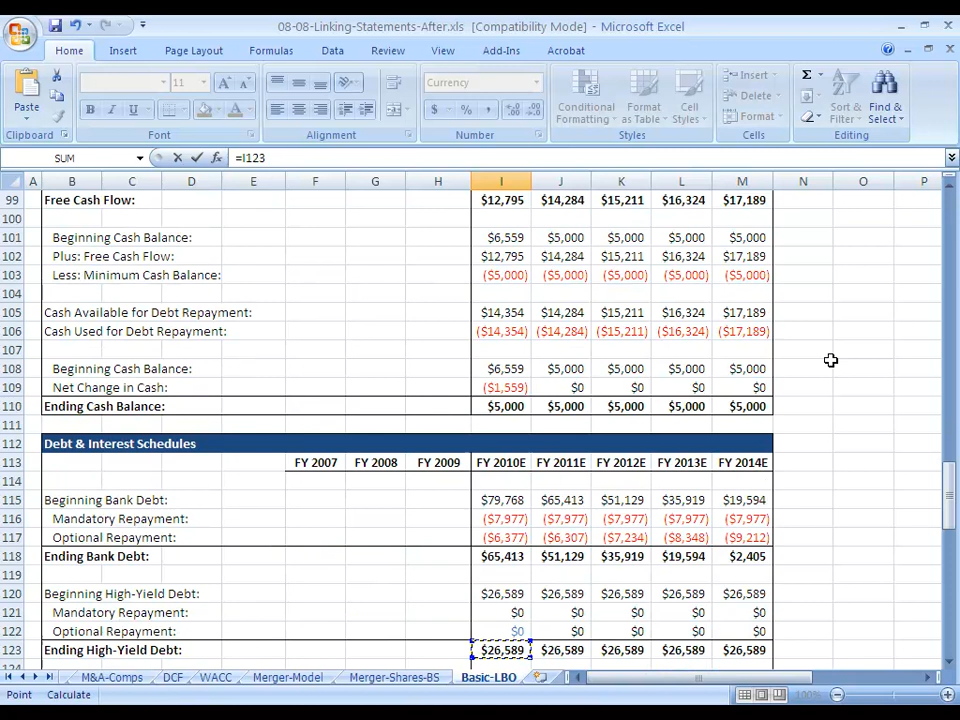 08-08-Linking-Statements-After.xls [Compatibility Mode] - Microsoft Excel
Home Insert Page Layout Formulas Data Review View Add-Ins Acrobat
Paste 11 A A Currency Conditional Formatting Format as Table Cell Styles Insert Delete Format Σ Sort & Filter Find & Select
B I U A $ % , .0 .00 .00 .0
Clipboard Font Alignment Number Styles Cells Editing
SUM fx =I123
A B C D E F G H I J K L M N O P
99 Free Cash Flow: $12,795 $14,284 $15,211 $16,324 $17,189
100
101 Beginning Cash Balance: $6,559 $5,000 $5,000 $5,000 $5,000
102 Plus: Free Cash Flow: $12,795 $14,284 $15,211 $16,324 $17,189
103 Less: Minimum Cash Balance: ($5,000) ($5,000) ($5,000) ($5,000) ($5,000)
104
105 Cash Available for Debt Repayment: $14,354 $14,284 $15,211 $16,324 $17,189
106 Cash Used for Debt Repayment: ($14,354) ($14,284) ($15,211) ($16,324) ($17,189)
107
108 Beginning Cash Balance: $6,559 $5,000 $5,000 $5,000 $5,000
109 Net Change in Cash: ($1,559) $0 $0 $0 $0
110 Ending Cash Balance: $5,000 $5,000 $5,000 $5,000 $5,000
111
112 Debt & Interest Schedules
113 FY 2007 FY 2008 FY 2009 FY 2010E FY 2011E FY 2012E FY 2013E FY 2014E
114
115 Beginning Bank Debt: $79,768 $65,413 $51,129 $35,919 $19,594
116 Mandatory Repayment: ($7,977) ($7,977) ($7,977) ($7,977) ($7,977)
117 Optional Repayment: ($6,377) ($6,307) ($7,234) ($8,348) ($9,212)
118 Ending Bank Debt: $65,413 $51,129 $35,919 $19,594 $2,405
119
120 Beginning High-Yield Debt: $26,589 $26,589 $26,589 $26,589 $26,589
121 Mandatory Repayment: $0 $0 $0 $0 $0
122 Optional Repayment: $0 $0 $0 $0 $0
123 Ending High-Yield Debt: $26,589 $26,589 $26,589 $26,589 $26,589
124
M&A-Comps DCF WACC Merger-Model Merger-Shares-BS Basic-LBO
Point Calculate 100%